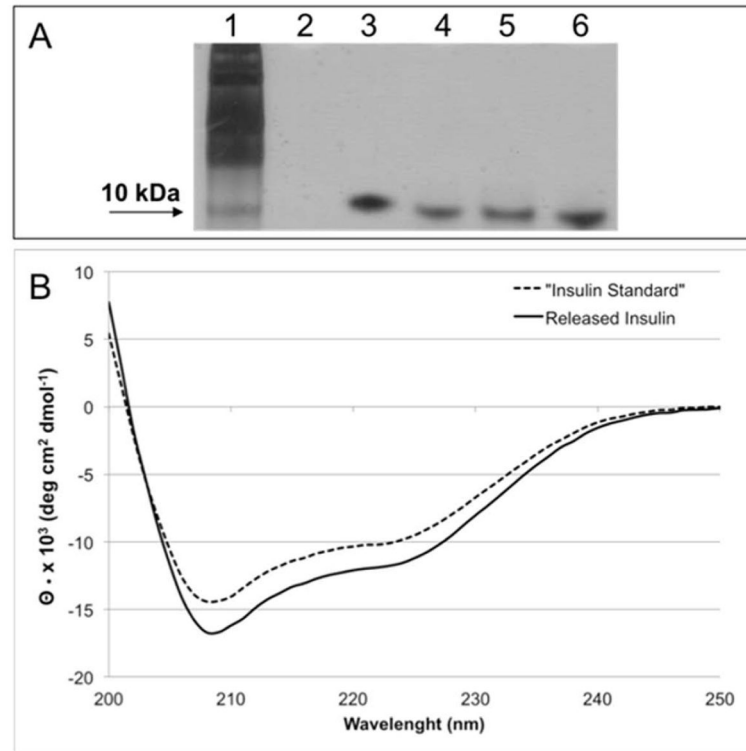 A
1 2 3 4 5 6
10 kDa
B
"Insulin Standard"
Released Insulin
10
5
0
-5
-10
-15
-20
Θ · x 10³ (deg cm² dmol⁻¹)
200 210 220 230 240 250
Wavelenght (nm)